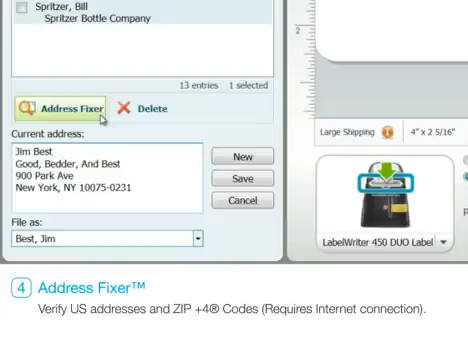 Spritzer, Bill
Spritzer Bottle Company
13 entries 1 selected
Address Fixer Delete
Current address:
Jim Best
Good, Bedder, And Best
900 Park Ave
New York, NY 10075-0231
New
Save
Cancel
File as:
Best, Jim
2
Large Shipping 4" x 2 5/16"
LabelWriter 450 DUO Label
4 Address Fixer™
Verify US addresses and ZIP +4® Codes (Requires Internet connection).